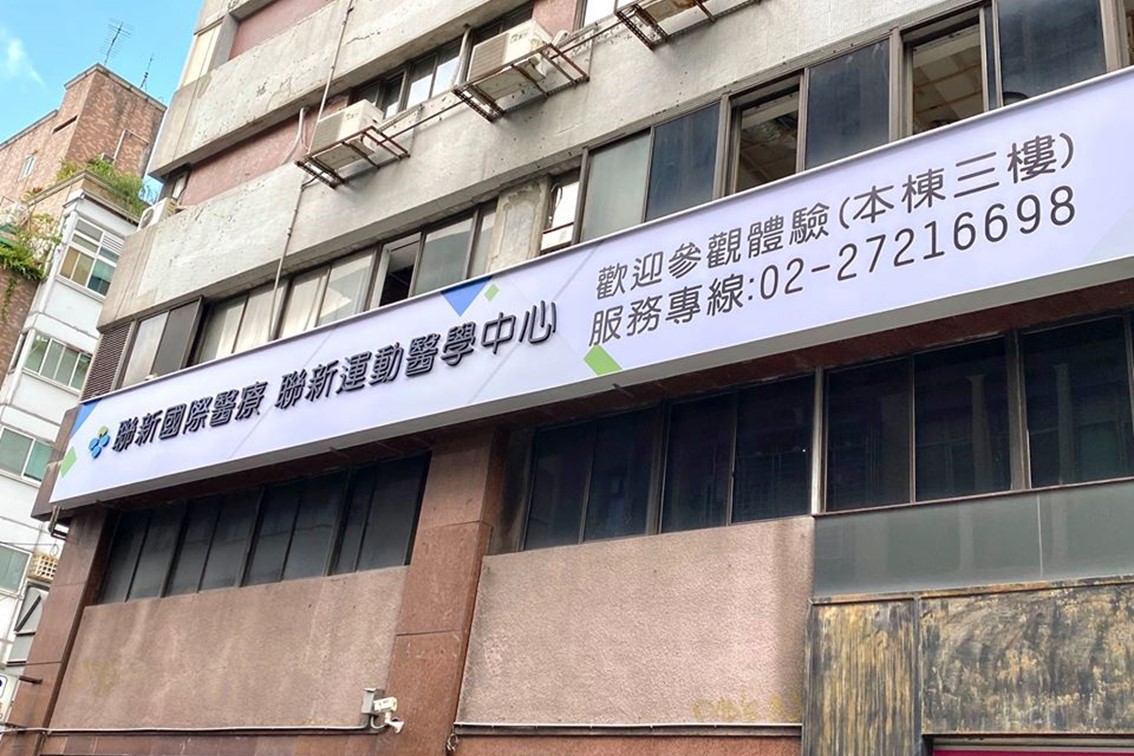 聯新國際醫療 聯新運動醫學中心
歡迎參觀體驗(本棟三樓)
服務專線:02-27216698